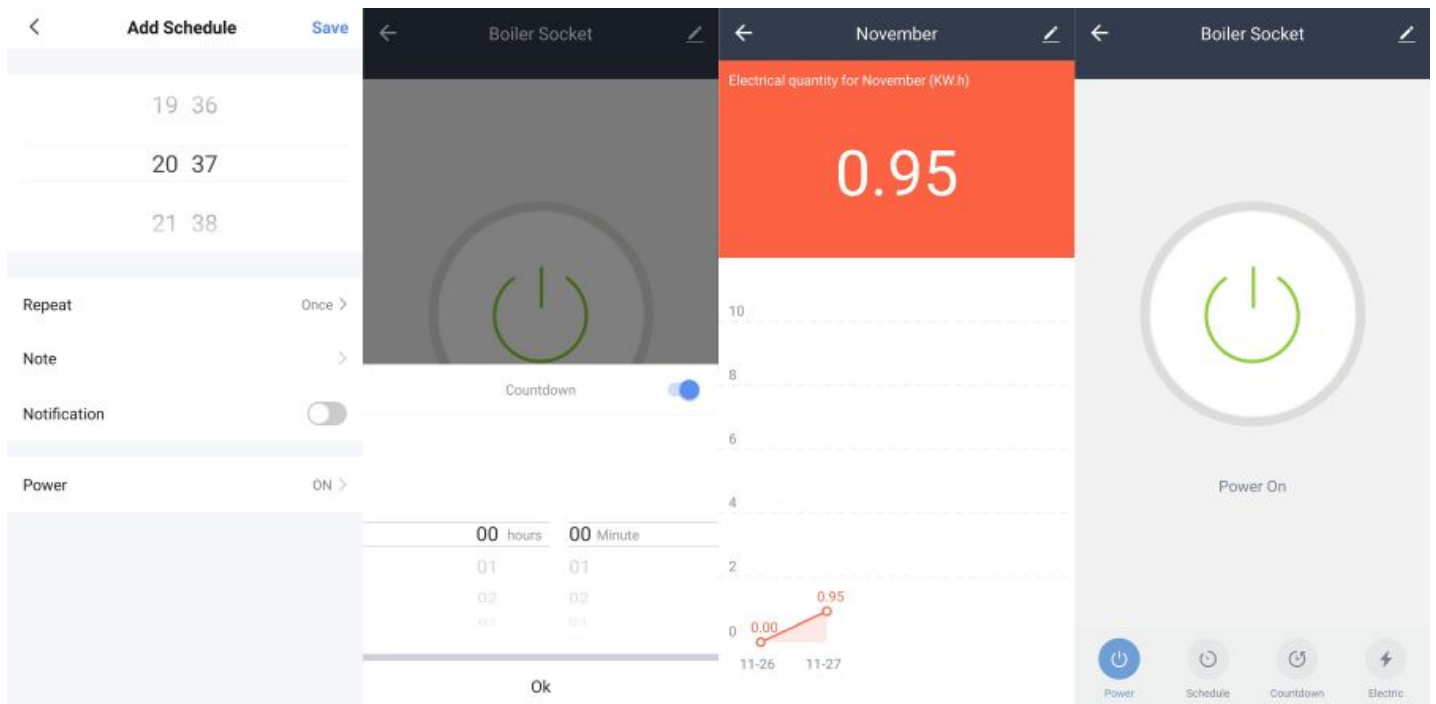 Add Schedule
Save
19 36
20 37
21 38
Repeat
Once
Note
Notification
Power
ON
Boiler Socket
Countdown
00 hours 00 Minute
01 01
02 02
03 03
Ok
November
Electrical quantity for November (KW.h)
0.95
10
8
6
4
2
0
0.00
0.95
11-26 11-27
Boiler Socket
Power On
Power Schedule Countdown Electric